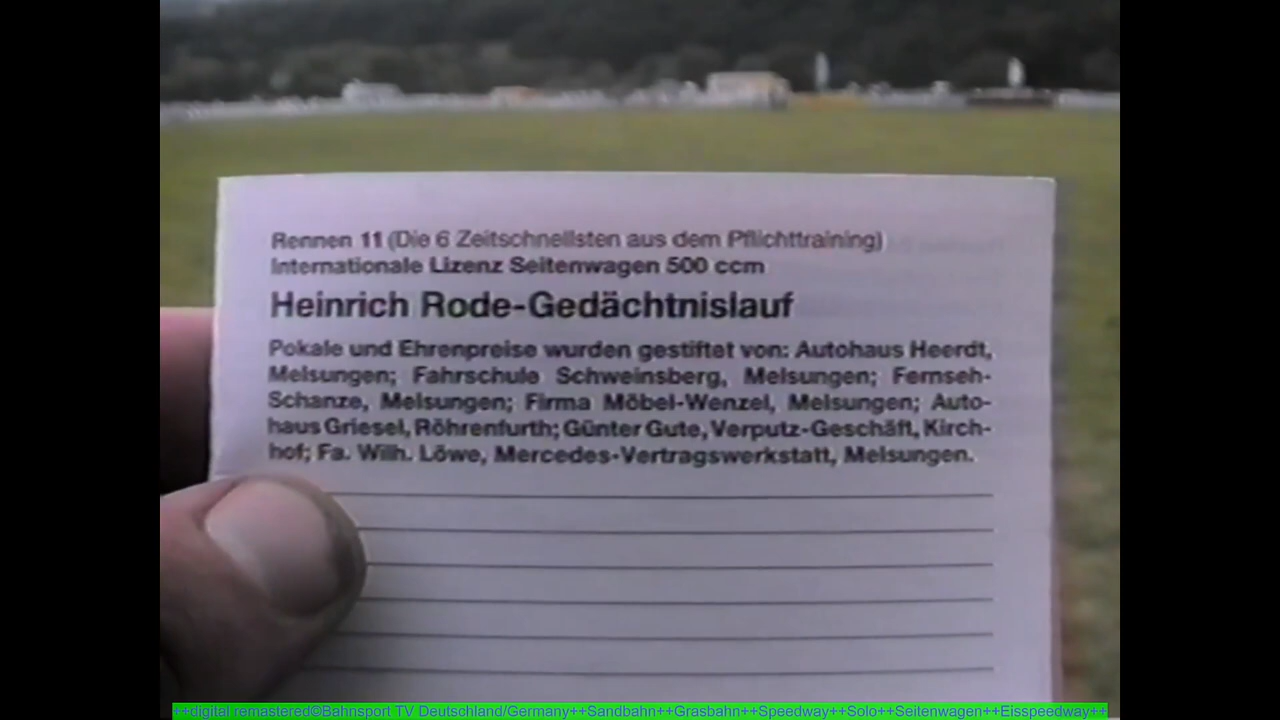 Rennen 11 (Die 6 Zeitschnellsten aus dem Pflichttraining)
Internationale Lizenz Seitenwagen 500 ccm
Heinrich Rode-Gedächtnislauf
Pokale und Ehrenpreise wurden gestiftet von: Autohaus Heerdt,
Melsungen; Fahrschule Schweinsberg, Melsungen; Fernseh-
Schanze, Melsungen; Firma Möbel-Wenzel, Melsungen; Auto-
haus Griesel, Röhrenfurth; Günter Gute, Verputz-Geschäft, Kirch-
hof; Fa. Wilh. Löwe, Mercedes-Vertragswerkstatt, Melsungen.
++digital remastered©Bahnsport TV Deutschland/Germany++Sandbahn++Grasbahn++Speedway++Solo++Seitenwagen++Eisspeedway++